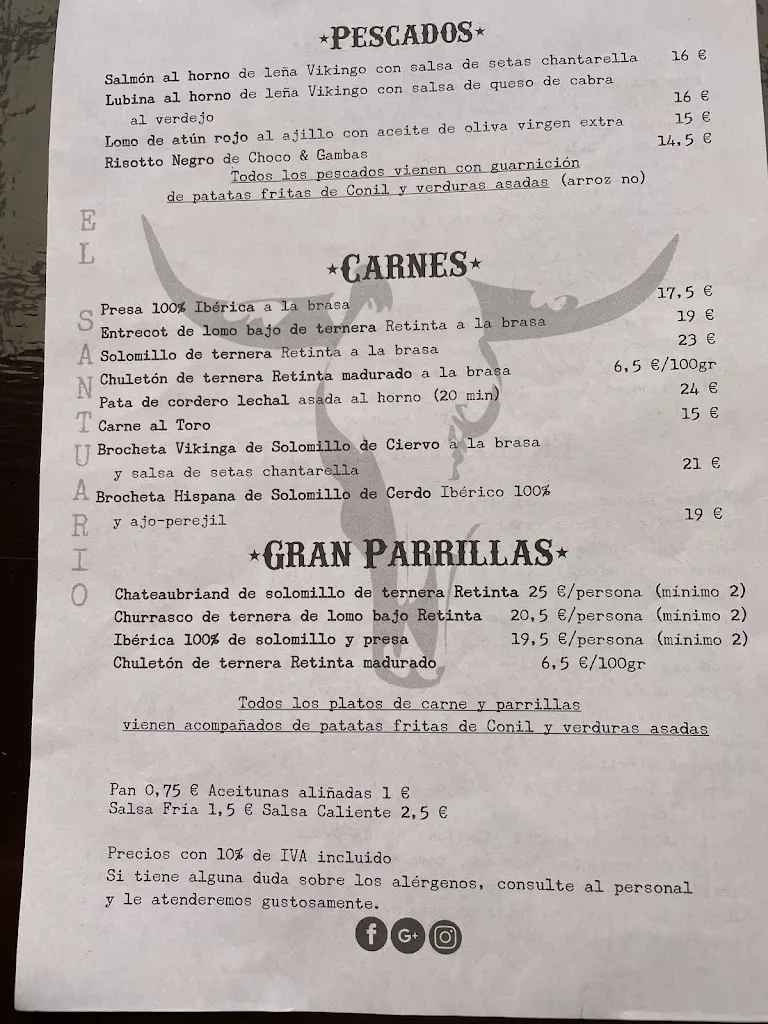 ★PESCADOS★
Salmón al horno de leña Vikingo con salsa de setas chantarella 16 €
Lubina al horno de leña Vikingo con salsa de queso de cabra
al verdejo 16 €
Lomo de atún rojo al ajillo con aceite de oliva virgen extra 15 €
Risotto Negro de Choco & Gambas 14,5 €
Todos los pescados vienen con guarnición
de patatas fritas de Conil y verduras asadas (arroz no)
EL SANTUARIO
★CARNES★
Presa 100% Ibérica a la brasa 17,5 €
Entrecot de lomo bajo de ternera Retinta a la brasa 19 €
Solomillo de ternera Retinta a la brasa 23 €
Chuletón de ternera Retinta madurado a la brasa 6,5 €/100gr
Pata de cordero lechal asada al horno (20 min) 24 €
Carne al Toro 15 €
Brocheta Vikinga de Solomillo de Ciervo a la brasa
y salsa de setas chantarella 21 €
Brocheta Hispana de Solomillo de Cerdo Ibérico 100%
y ajo-perejil 19 €
★GRAN PARRILLAS★
Chateaubriand de solomillo de ternera Retinta 25 €/persona (mínimo 2)
Churrasco de ternera de lomo bajo Retinta 20,5 €/persona (mínimo 2)
Ibérica 100% de solomillo y presa 19,5 €/persona (mínimo 2)
Chuletón de ternera Retinta madurado 6,5 €/100gr
Todos los platos de carne y parrillas
vienen acompañados de patatas fritas de Conil y verduras asadas
Pan 0,75 € Aceitunas aliñadas 1 €
Salsa Fría 1,5 € Salsa Caliente 2,5 €
Precios con 10% de IVA incluido
Si tiene alguna duda sobre los alérgenos, consulte al personal
y le atenderemos gustosamente.
f G+